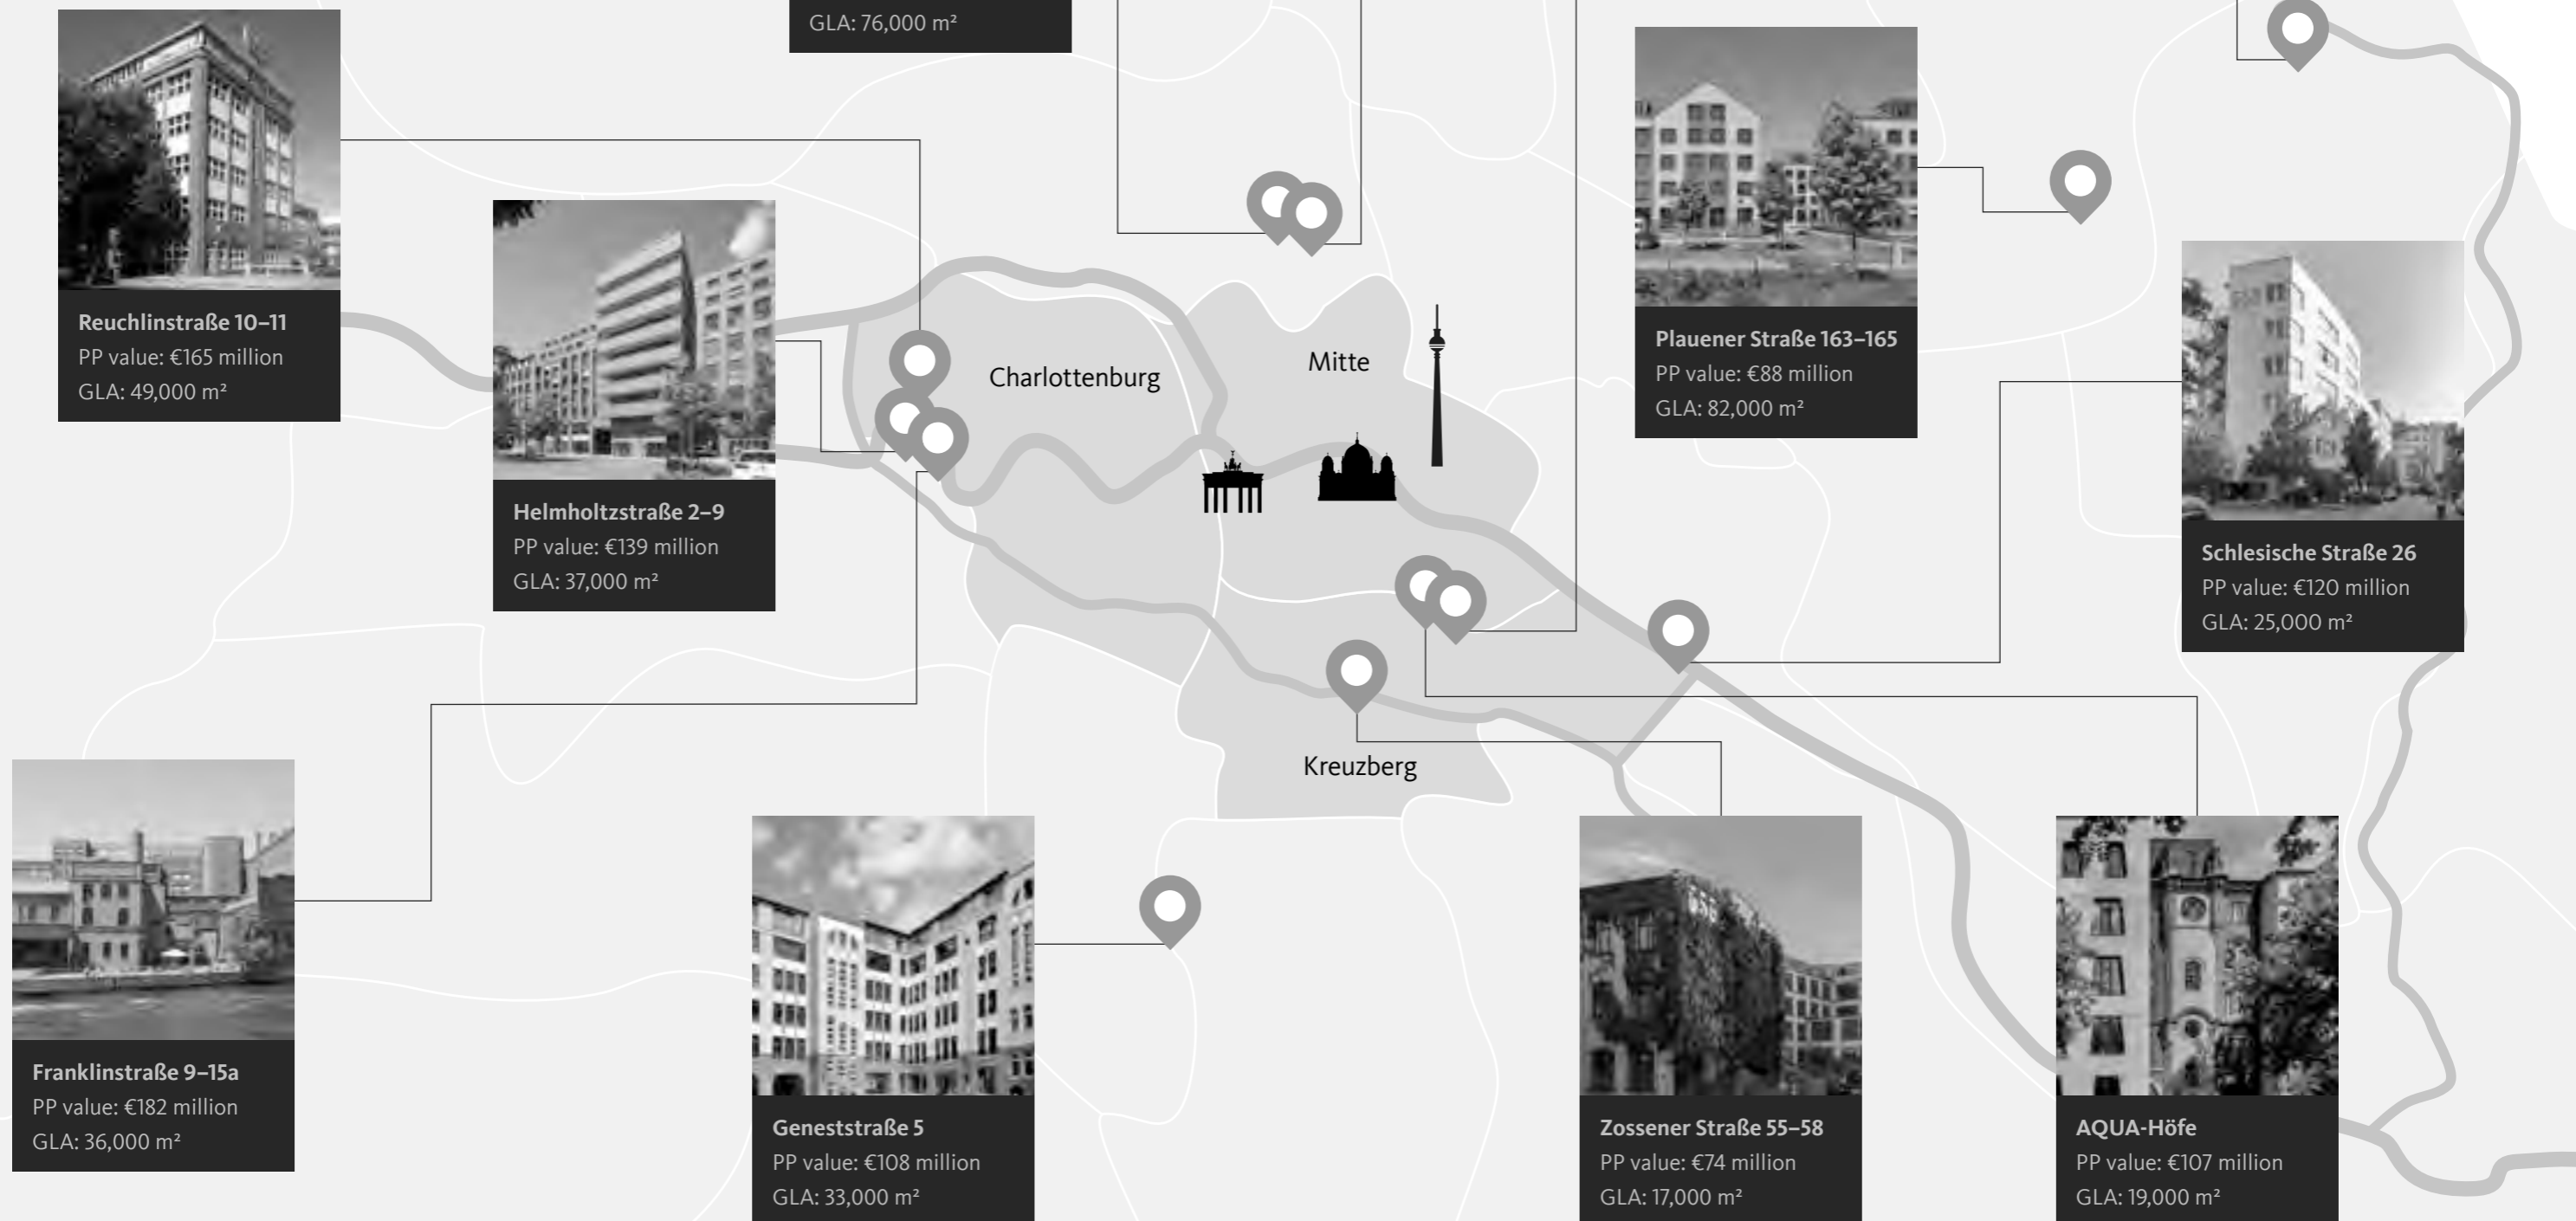 GLA: 76,000 m²
Reuchlinstraße 10–11
PP value: €165 million
GLA: 49,000 m²
Helmholtzstraße 2–9
PP value: €139 million
GLA: 37,000 m²
Charlottenburg
Mitte
Plauener Straße 163–165
PP value: €88 million
GLA: 82,000 m²
Schlesische Straße 26
PP value: €120 million
GLA: 25,000 m²
Kreuzberg
Franklinstraße 9–15a
PP value: €182 million
GLA: 36,000 m²
Geneststraße 5
PP value: €108 million
GLA: 33,000 m²
Zossener Straße 55–58
PP value: €74 million
GLA: 17,000 m²
AQUA-Höfe
PP value: €107 million
GLA: 19,000 m²